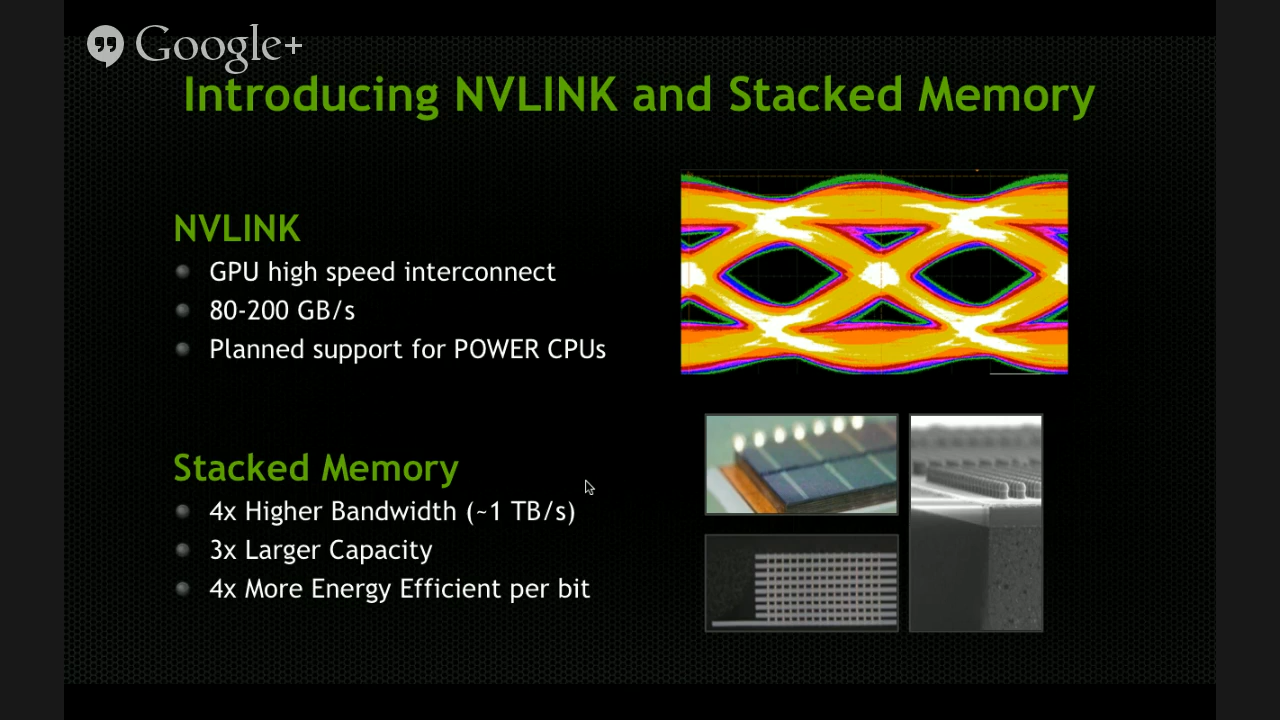 Google+
Introducing NVLINK and Stacked Memory
NVLINK
GPU high speed interconnect
80-200 GB/s
Planned support for POWER CPUs
Stacked Memory
4x Higher Bandwidth (~1 TB/s)
3x Larger Capacity
4x More Energy Efficient per bit